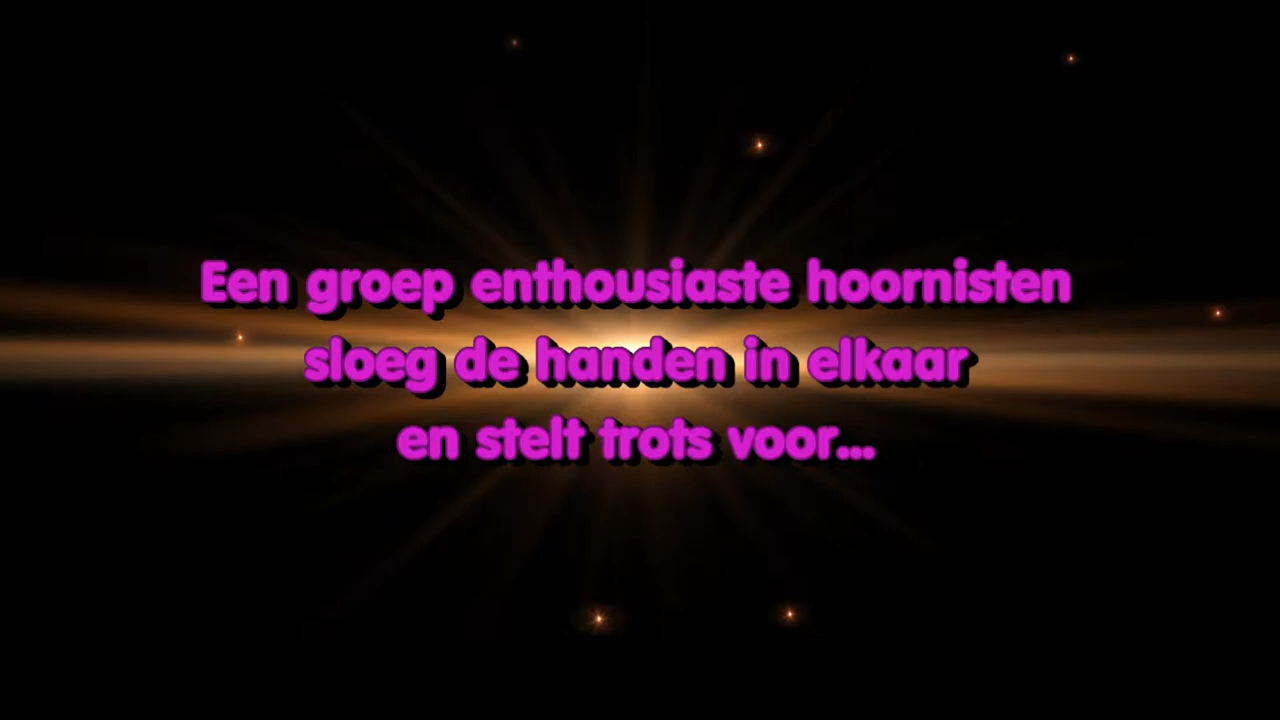 Een groep enthousiaste hoornisten
sloeg de handen in elkaar
en stelt trots voor...